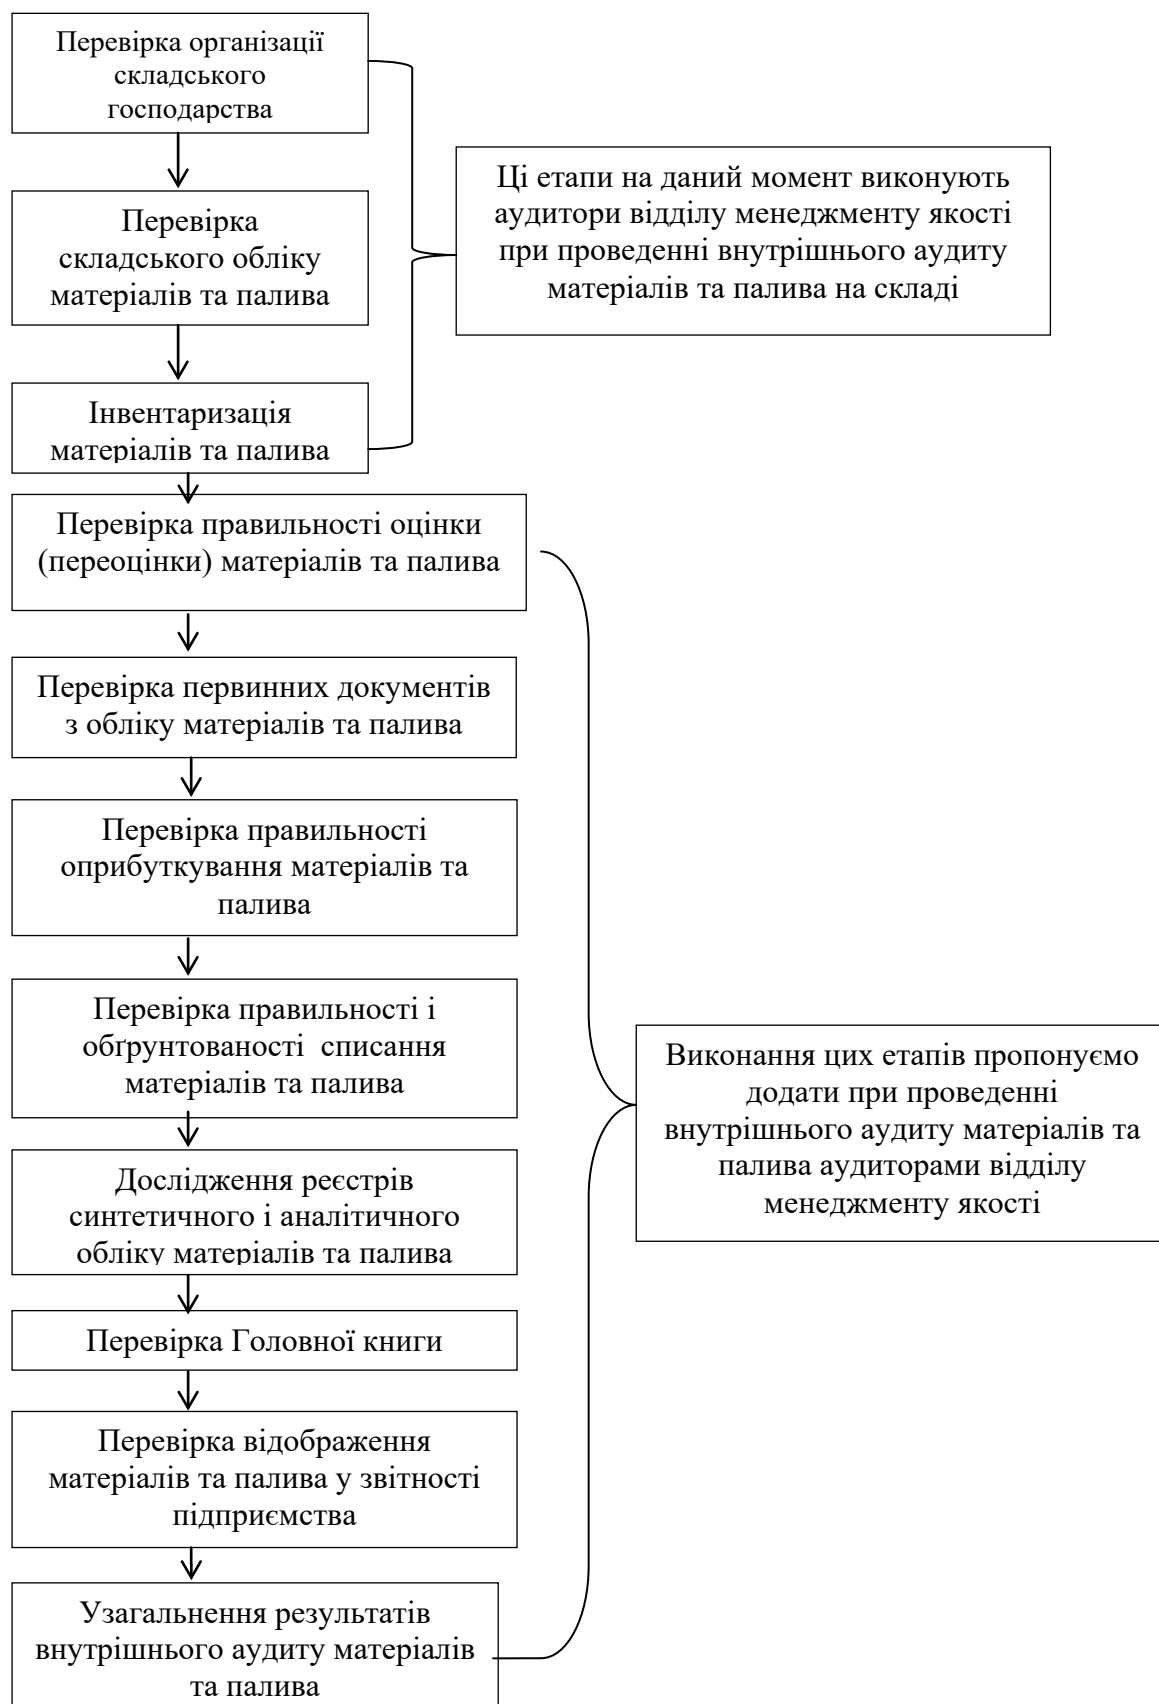 Перевірка організації
складського
господарства
Перевірка
складського обліку
матеріалів та палива
Інвентаризація
матеріалів та палива
Ці етапи на даний момент виконують
аудитори відділу менеджменту якості
при проведенні внутрішнього аудиту
матеріалів та палива на складі
Перевірка правильності оцінки
(переоцінки) матеріалів та палива
Перевірка первинних документів
з обліку матеріалів та палива
Перевірка правильності
оприбуткування матеріалів та
палива
Перевірка правильності і
обґрунтованості списання
матеріалів та палива
Дослідження реєстрів
синтетичного і аналітичного
обліку матеріалів та палива
Перевірка Головної книги
Перевірка відображення
матеріалів та палива у звітності
підприємства
Узагальнення результатів
внутрішнього аудиту матеріалів
та палива
Виконання цих етапів пропонуємо
додати при проведенні
внутрішнього аудиту матеріалів та
палива аудиторами відділу
менеджменту якості